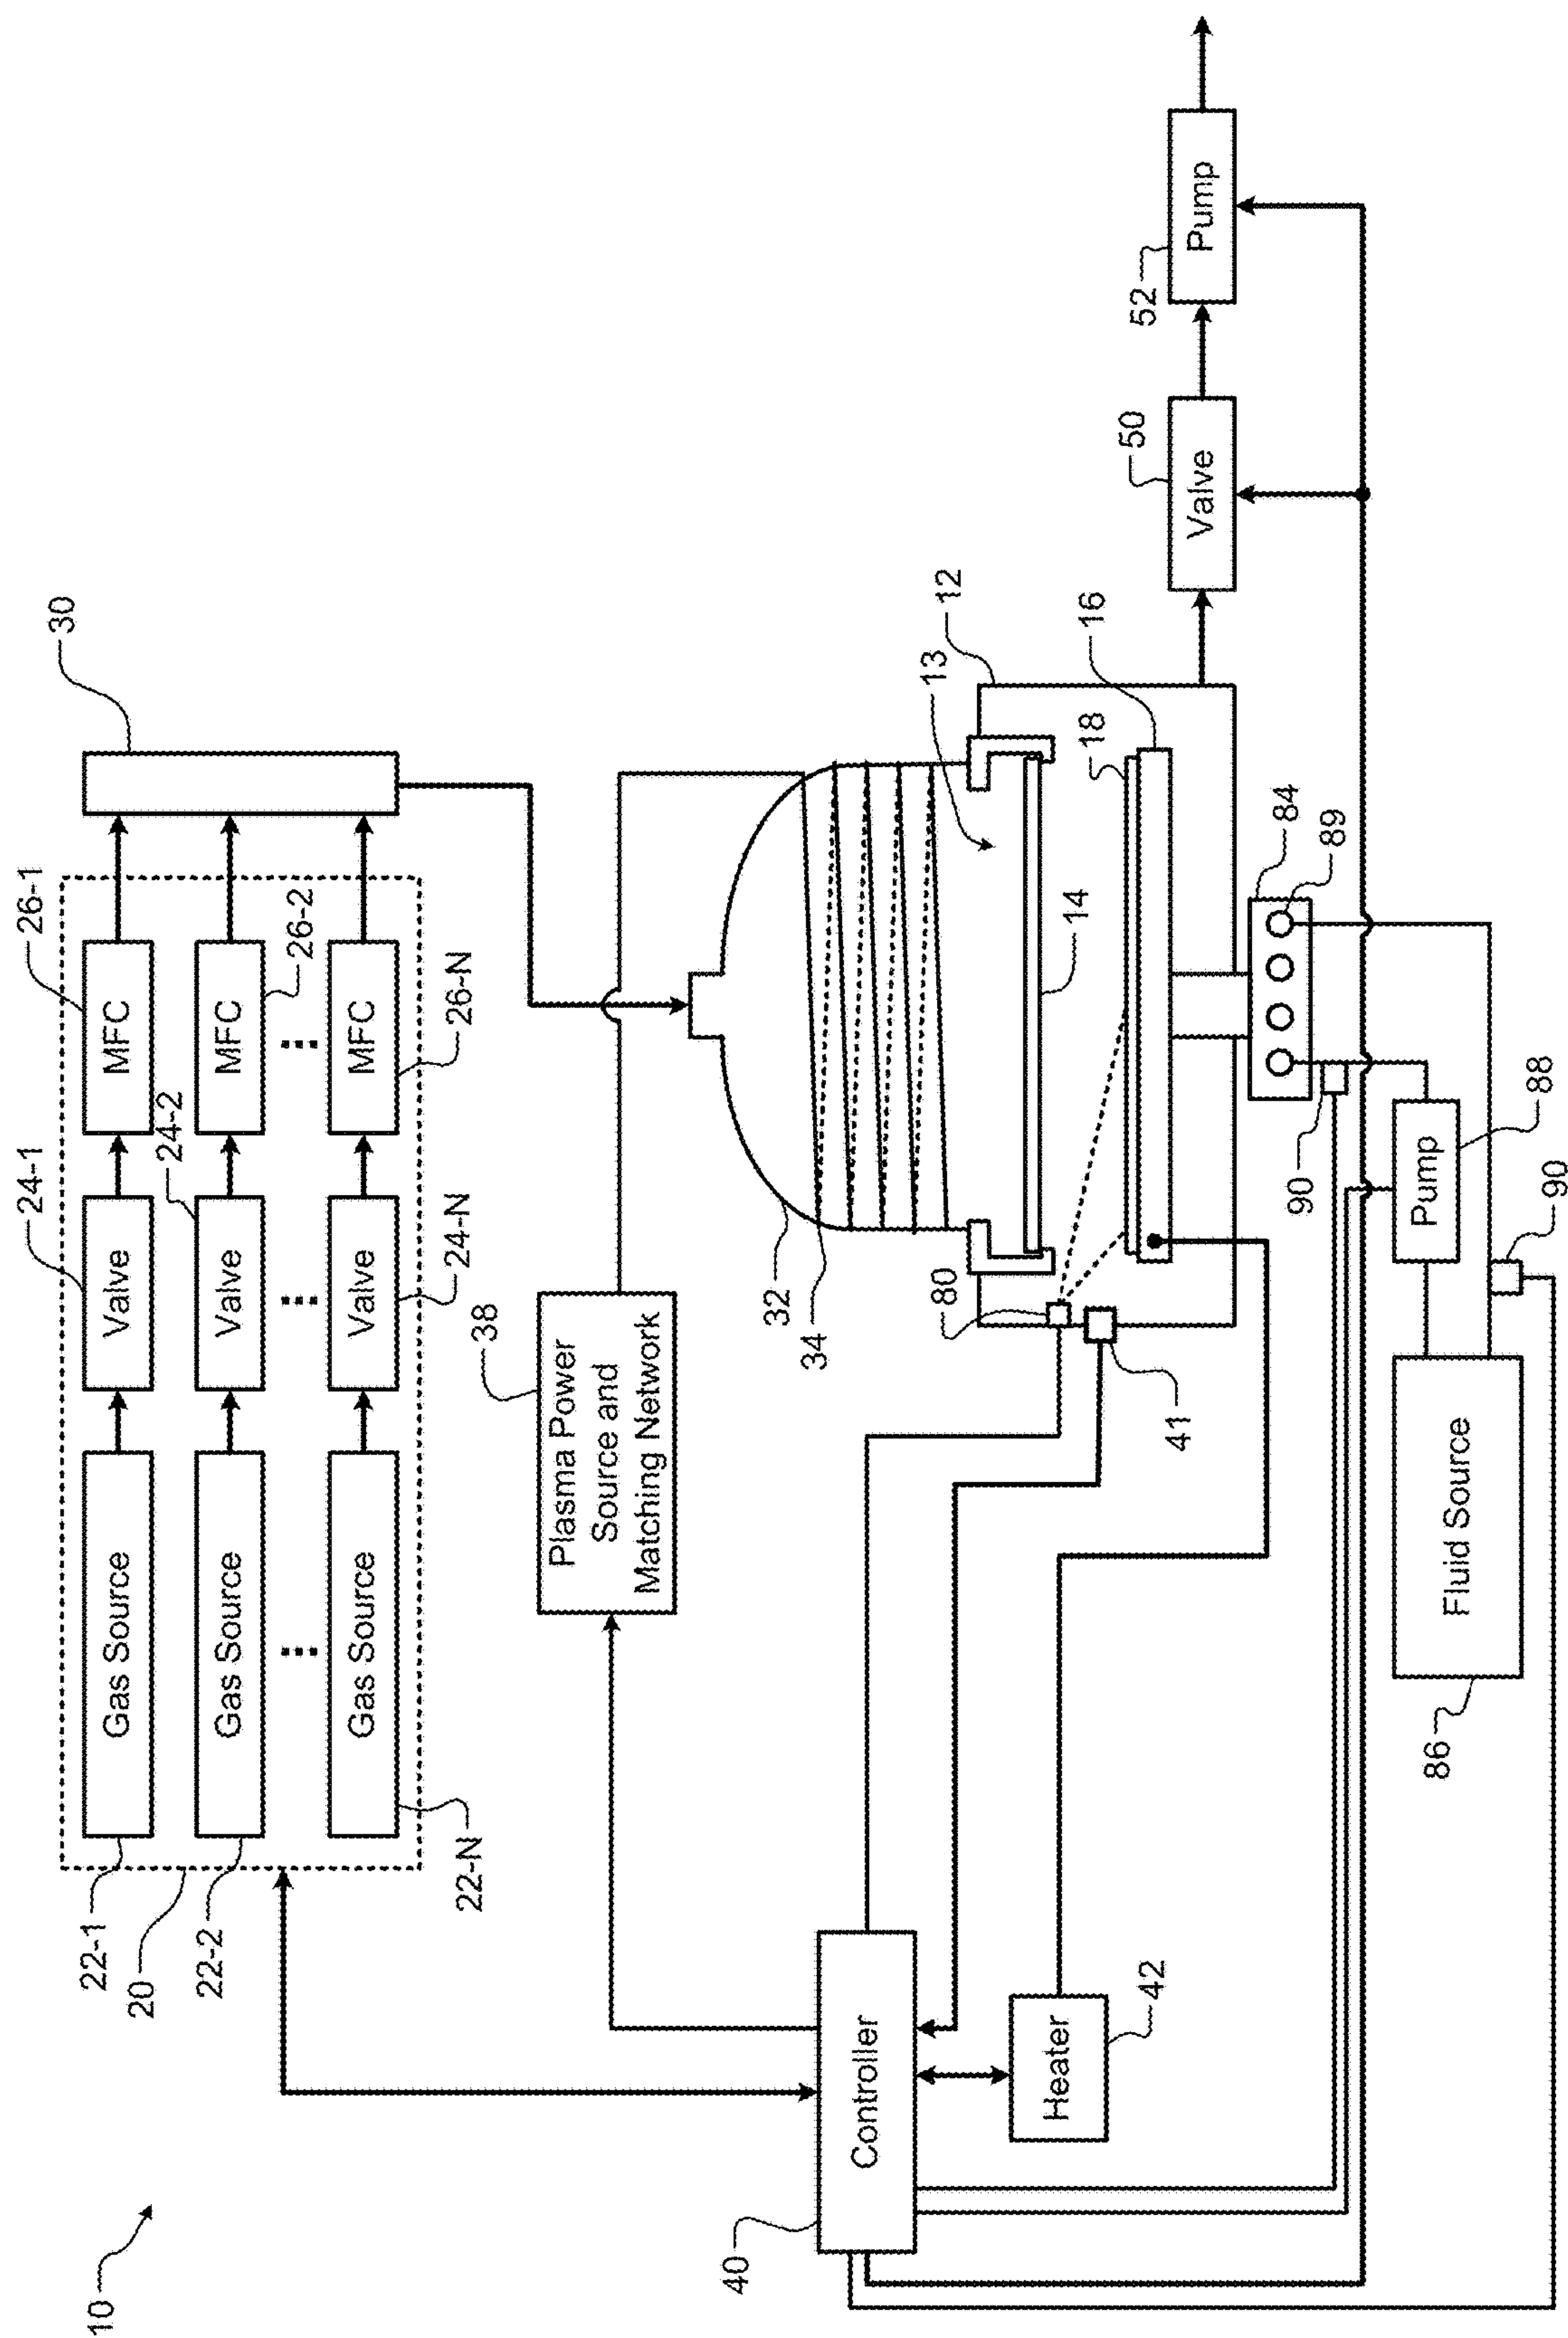 10
20
22-1
Gas Source
24-1
Valve
26-1
MFC
30
22-2
Gas Source
24-2
Valve
26-2
MFC
...
...
...
22-N
Gas Source
24-N
Valve
26-N
MFC
38
Plasma Power
Source and
Matching Network
32
34
13
12
14
80
18
16
41
40
Controller
Heater
42
50
Valve
52
Pump
84
89
90
Pump
88
90
Fluid Source
86